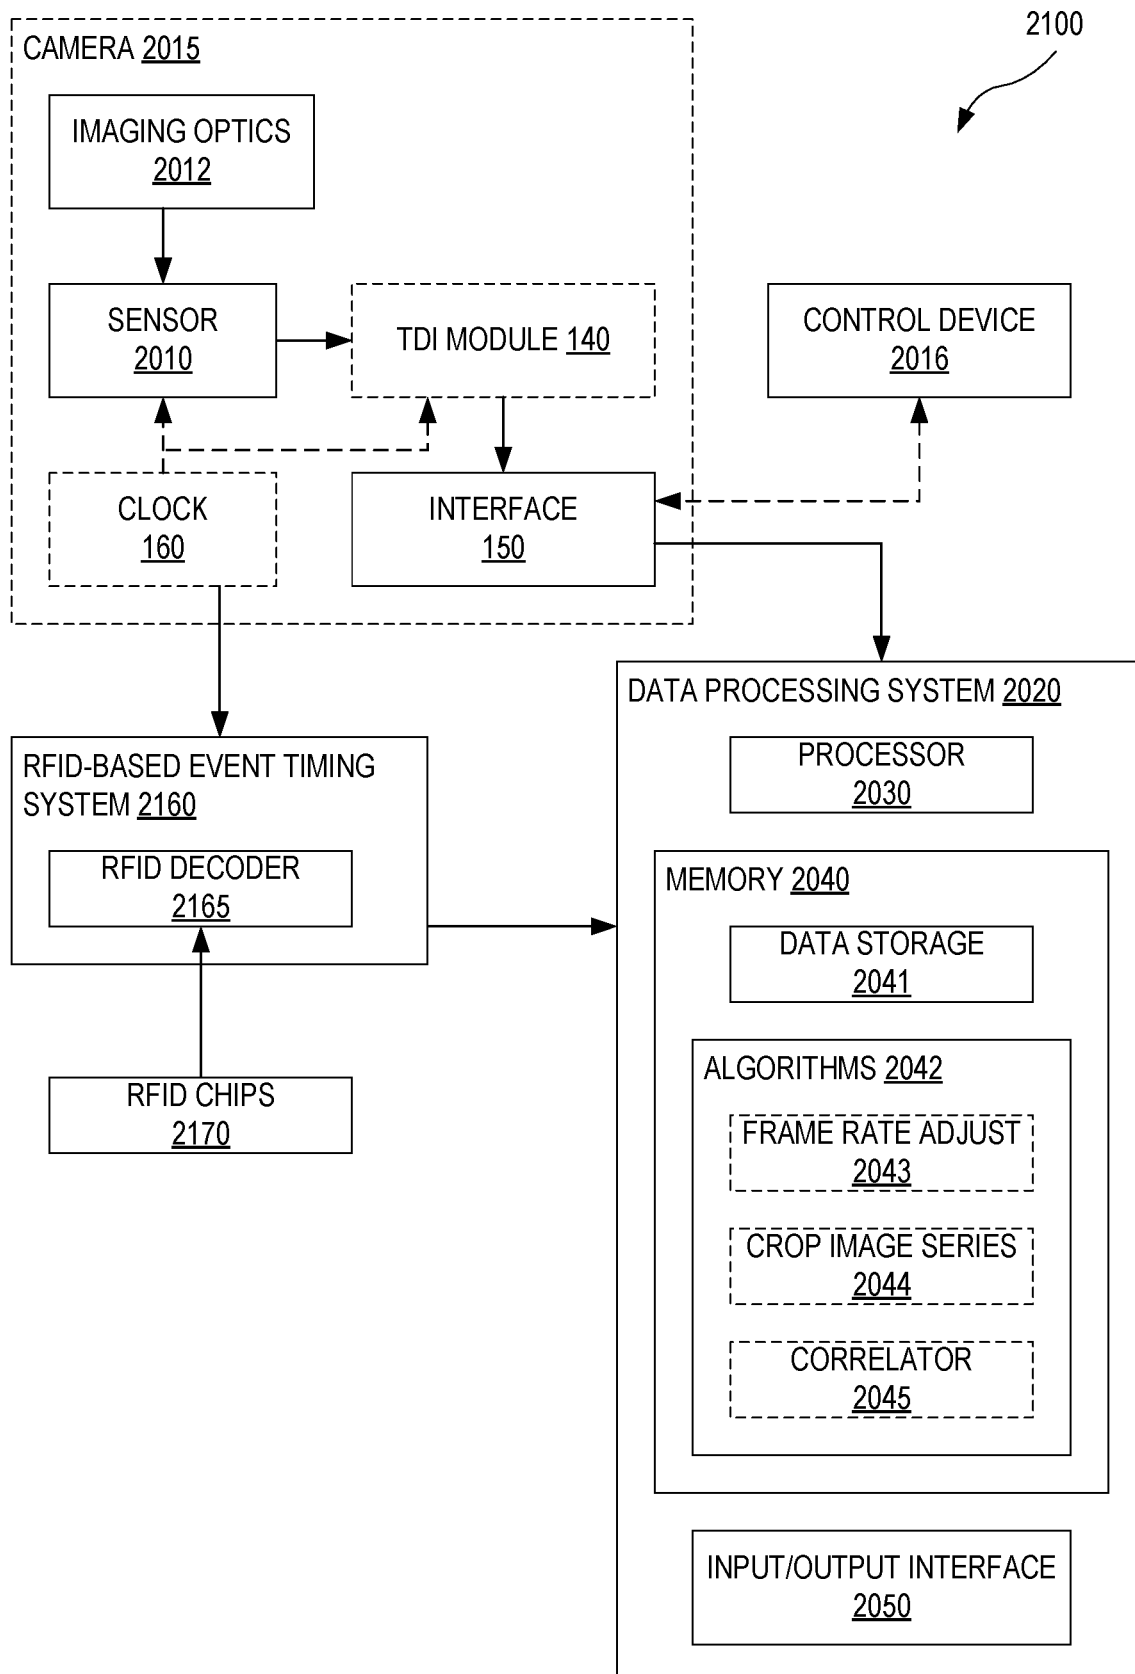 2100
CAMERA 2015
IMAGING OPTICS
2012
SENSOR
2010
TDI MODULE 140
CONTROL DEVICE
2016
CLOCK
160
INTERFACE
150
DATA PROCESSING SYSTEM 2020
PROCESSOR
2030
RFID-BASED EVENT TIMING
SYSTEM 2160
RFID DECODER
2165
MEMORY 2040
DATA STORAGE
2041
ALGORITHMS 2042
RFID CHIPS
2170
FRAME RATE ADJUST
2043
CROP IMAGE SERIES
2044
CORRELATOR
2045
INPUT/OUTPUT INTERFACE
2050